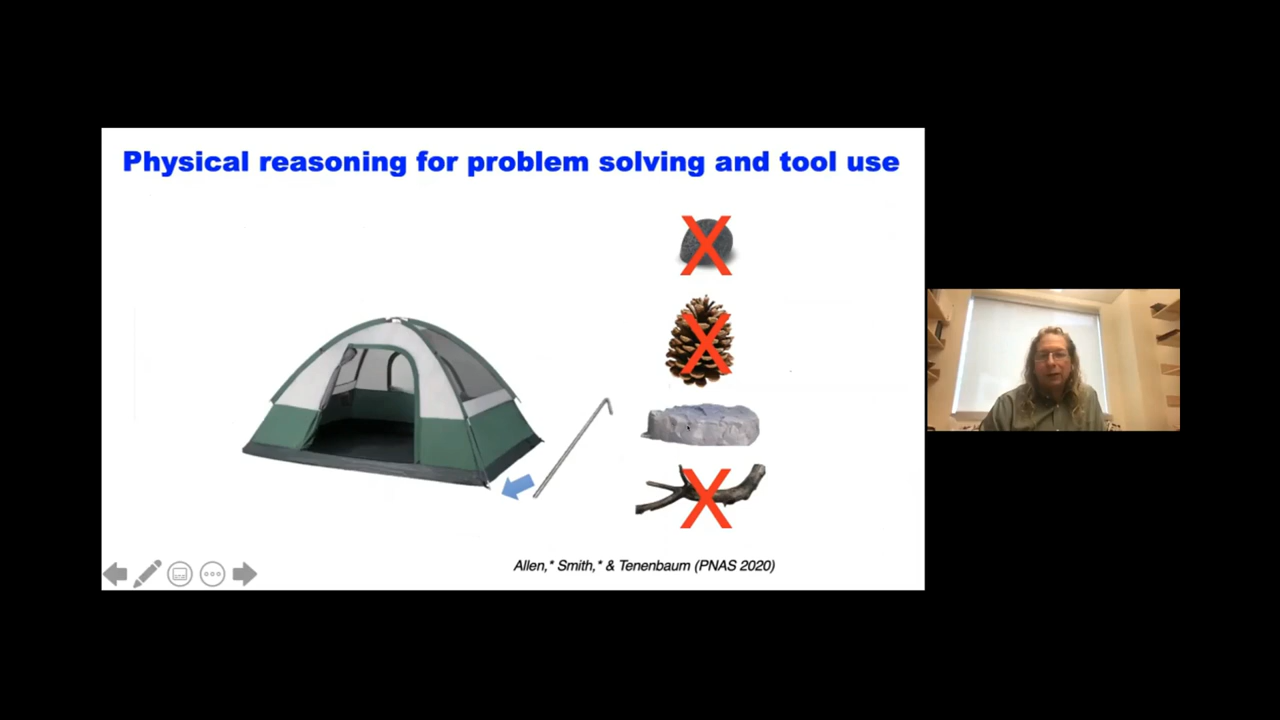 Physical reasoning for problem solving and tool use
X
X
X
Allen,* Smith,* & Tenenbaum (PNAS 2020)